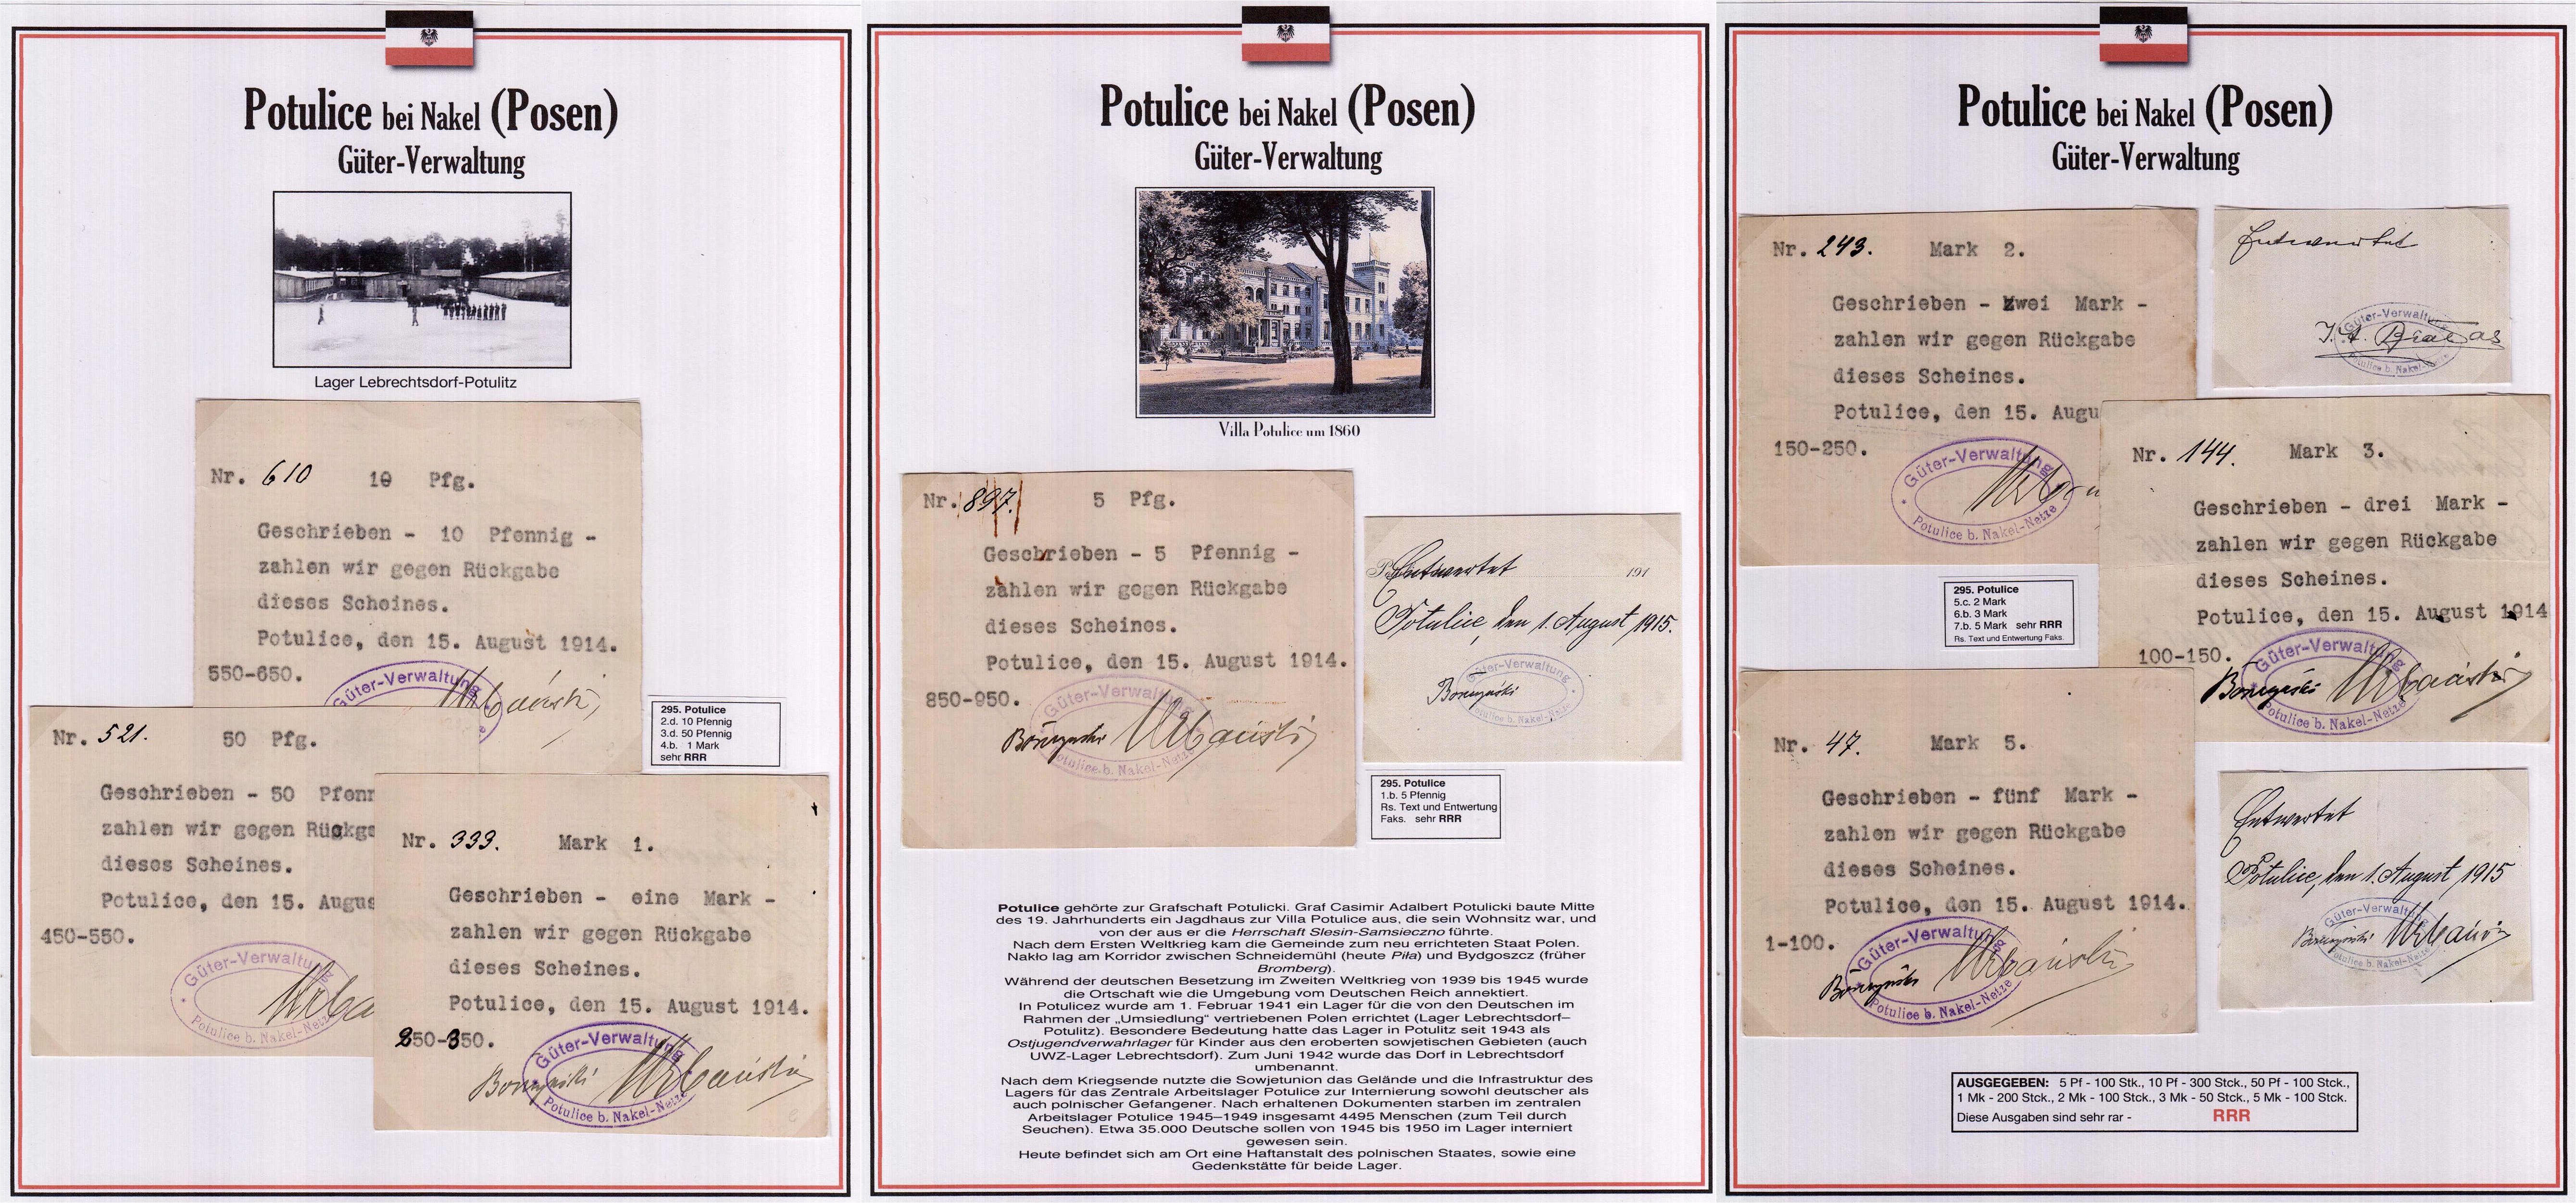 Potulice bei Nakel (Posen)
Güter-Verwaltung
Lager Lebrechtsdorf-Potulitz
Nr. 610 10 Pfg.
Geschrieben - 10 Pfennig -
zahlen wir gegen Rückgabe
dieses Scheines.
Potulice, den 15. August 1914.
550-650.
Güter-Verwaltung
Urbański
295. Potulice
2.d. 10 Pfennig
3.d. 50 Pfennig
4.b. 1 Mark
sehr RRR
Nr. 521. 50 Pfg.
Geschrieben - 50 Pfenn
zahlen wir gegen Rückga
dieses Scheines.
Potulice, den 15. Augus
450-550.
Güter-Verwaltung
Potulice b. Nakel-Netze
Nr. 333. Mark 1.
Geschrieben - eine Mark -
zahlen wir gegen Rückgabe
dieses Scheines.
Potulice, den 15. August 1914.
250-350.
Güter-Verwaltung
Urbański
Potulice b. Nakel-Netze
Potulice bei Nakel (Posen)
Güter-Verwaltung
Villa Potulice um 1860
Nr. 897. 5 Pfg.
Geschrieben - 5 Pfennig -
zahlen wir gegen Rückgabe
dieses Scheines.
Potulice, den 15. August 1914.
850-950.
Güter-Verwaltung
Urbański
Potulice b. Nakel-Netze
Entwertet 191
Potulice, den 1. August 1915.
Güter-Verwaltung
Potulice b. Nakel-Netze
295. Potulice
1.b. 5 Pfennig
Rs. Text und Entwertung
Faks. sehr RRR
Potulice gehörte zur Grafschaft Potulicki. Graf Casimir Adalbert Potulicki baute Mitte
des 19. Jahrhunderts ein Jagdhaus zur Villa Potulice aus, die sein Wohnsitz war, und
von der aus er die Herrschaft Slesin-Samsieczno führte.
Nach dem Ersten Weltkrieg kam die Gemeinde zum neu errichteten Staat Polen.
Nakło lag am Korridor zwischen Schneidemühl (heute Piła) und Bydgoszcz (früher
Bromberg).
Während der deutschen Besetzung im Zweiten Weltkrieg von 1939 bis 1945 wurde
die Ortschaft wie die Umgebung vom Deutschen Reich annektiert.
In Potulicez wurde am 1. Februar 1941 ein Lager für die von den Deutschen im
Rahmen der „Umsiedlung“ vertriebenen Polen errichtet (Lager Lebrechtsdorf–
Potulitz). Besondere Bedeutung hatte das Lager in Potulitz seit 1943 als
Ostjugendverwahrlager für Kinder aus den eroberten sowjetischen Gebieten (auch
UWZ-Lager Lebrechtsdorf). Zum Juni 1942 wurde das Dorf in Lebrechtsdorf
umbenannt.
Nach dem Kriegsende nutzte die Sowjetunion das Gelände und die Infrastruktur des
Lagers für das Zentrale Arbeitslager Potulice zur Internierung sowohl deutscher als
auch polnischer Gefangener. Nach erhaltenen Dokumenten starben im zentralen
Arbeitslager Potulice 1945–1949 insgesamt 4495 Menschen (zum Teil durch
Seuchen). Etwa 35.000 Deutsche sollen von 1945 bis 1950 im Lager interniert
gewesen sein.
Heute befindet sich am Ort eine Haftanstalt des polnischen Staates, sowie eine
Gedenkstätte für beide Lager.
Potulice bei Nakel (Posen)
Güter-Verwaltung
Nr. 243. Mark 2.
Geschrieben - zwei Mark -
zahlen wir gegen Rückgabe
dieses Scheines.
Potulice, den 15. Augu
150-250.
Güter-Verwaltung
Potulice b. Nakel-Netze
Entwertet
Güter-Verwaltung
I. A.
Potulice b. Nakel-Netze
Nr. 144. Mark 3.
Geschrieben - drei Mark -
zahlen wir gegen Rückgabe
dieses Scheines.
Potulice, den 15. August 1914
100-150.
Güter-Verwaltung
Urbański
Potulice b. Nakel-Netze
295. Potulice
5.c. 2 Mark
6.b. 3 Mark
7.b. 5 Mark sehr RRR
Rs. Text und Entwertung Faks.
Nr. 47. Mark 5.
Geschrieben - fünf Mark -
zahlen wir gegen Rückgabe
dieses Scheines.
Potulice, den 15. August 1914.
1-100.
Güter-Verwaltung
Urbański
Potulice b. Nakel-Netze
Entwertet
Potulice, den 1. August 1915
Güter-Verwaltung
Urbański
Potulice b. Nakel-Netze
AUSGEGEBEN: 5 Pf - 100 Stk., 10 Pf - 300 Stck., 50 Pf - 100 Stck.,
1 Mk - 200 Stck., 2 Mk - 100 Stck., 3 Mk - 50 Stck., 5 Mk - 100 Stck.
Diese Ausgaben sind sehr rar - RRR